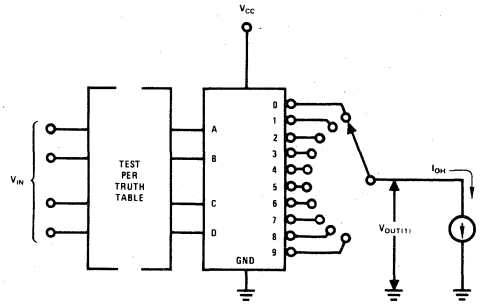 VCC
0
1
2
3
4
5
6
7
8
9
A
B
C
D
GND
TEST
PER
TRUTH
TABLE
VIN
IOH
VOUT(1)